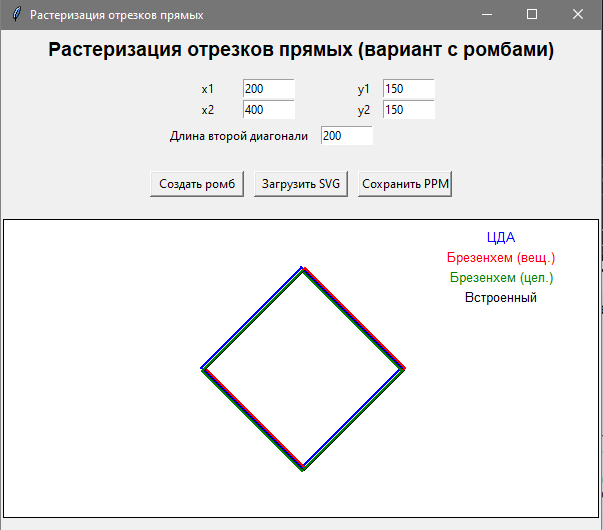 Растеризация отрезков прямых
Растеризация отрезков прямых (вариант с ромбами)
x1 200 y1 150
x2 400 y2 150
Длина второй диагонали 200
Создать ромб Загрузить SVG Сохранить PPM
ЦДА
Брезенхем (вещ.)
Брезенхем (цел.)
Встроенный